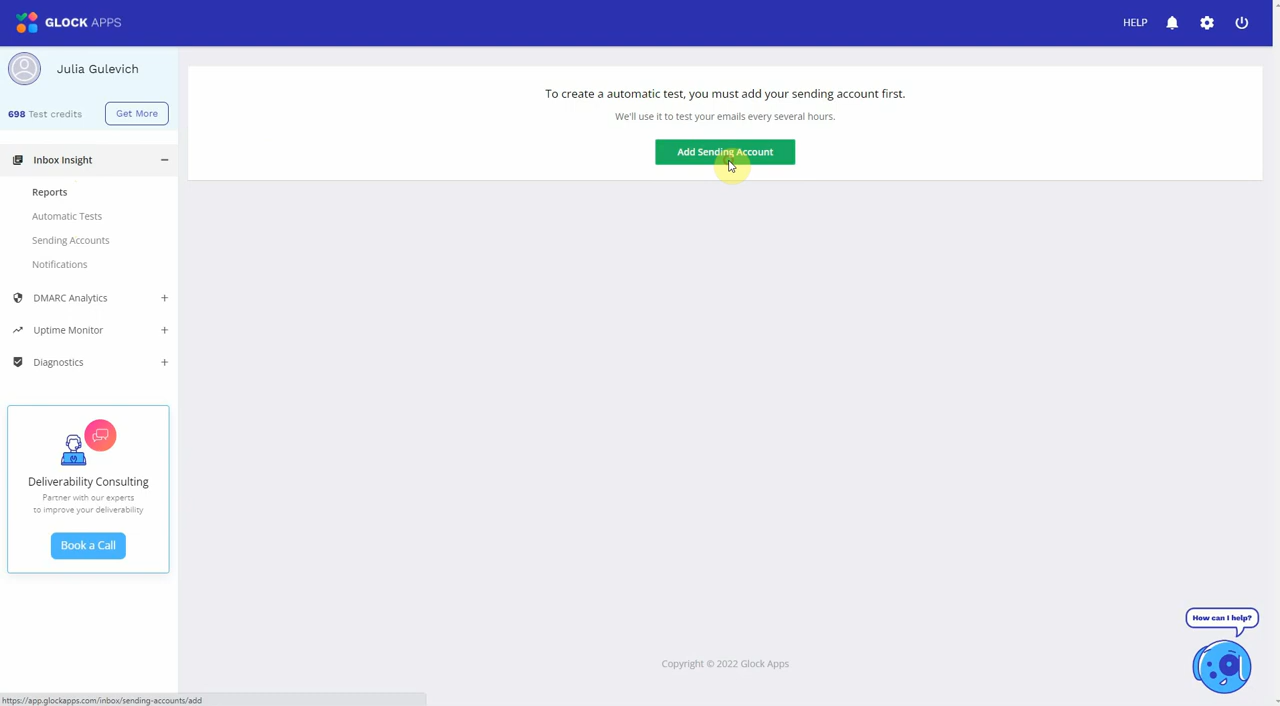 GLOCK APPS
HELP
Julia Gulevich
698 Test credits
Get More
Inbox Insight
Reports
Automatic Tests
Sending Accounts
Notifications
DMARC Analytics
Uptime Monitor
Diagnostics
Deliverability Consulting
Partner with our experts
to improve your deliverability
Book a Call
To create a automatic test, you must add your sending account first.
We'll use it to test your emails every several hours.
Add Sending Account
How can I help?
Copyright © 2022 Glock Apps
https://app.glockapps.com/inbox/sending-accounts/add